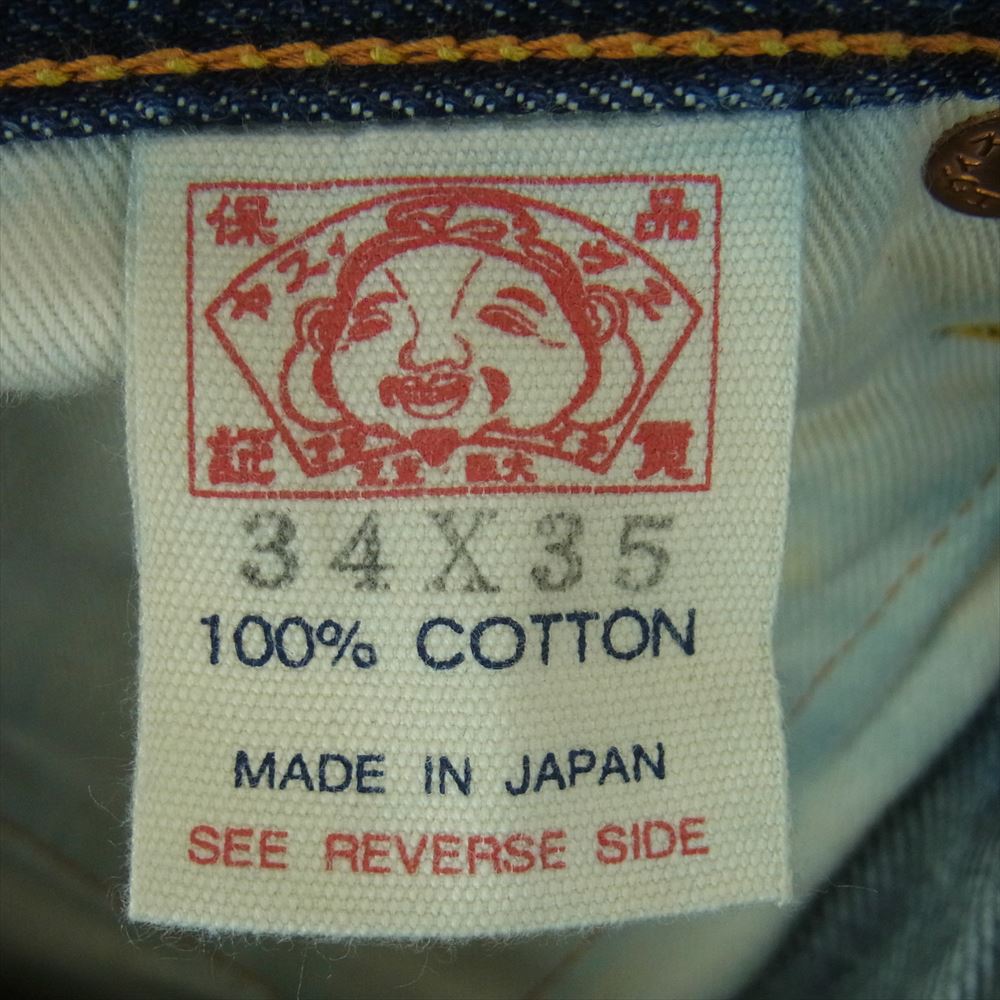 保 品
証 質
34X35
100% COTTON
MADE IN JAPAN
SEE REVERSE SIDE